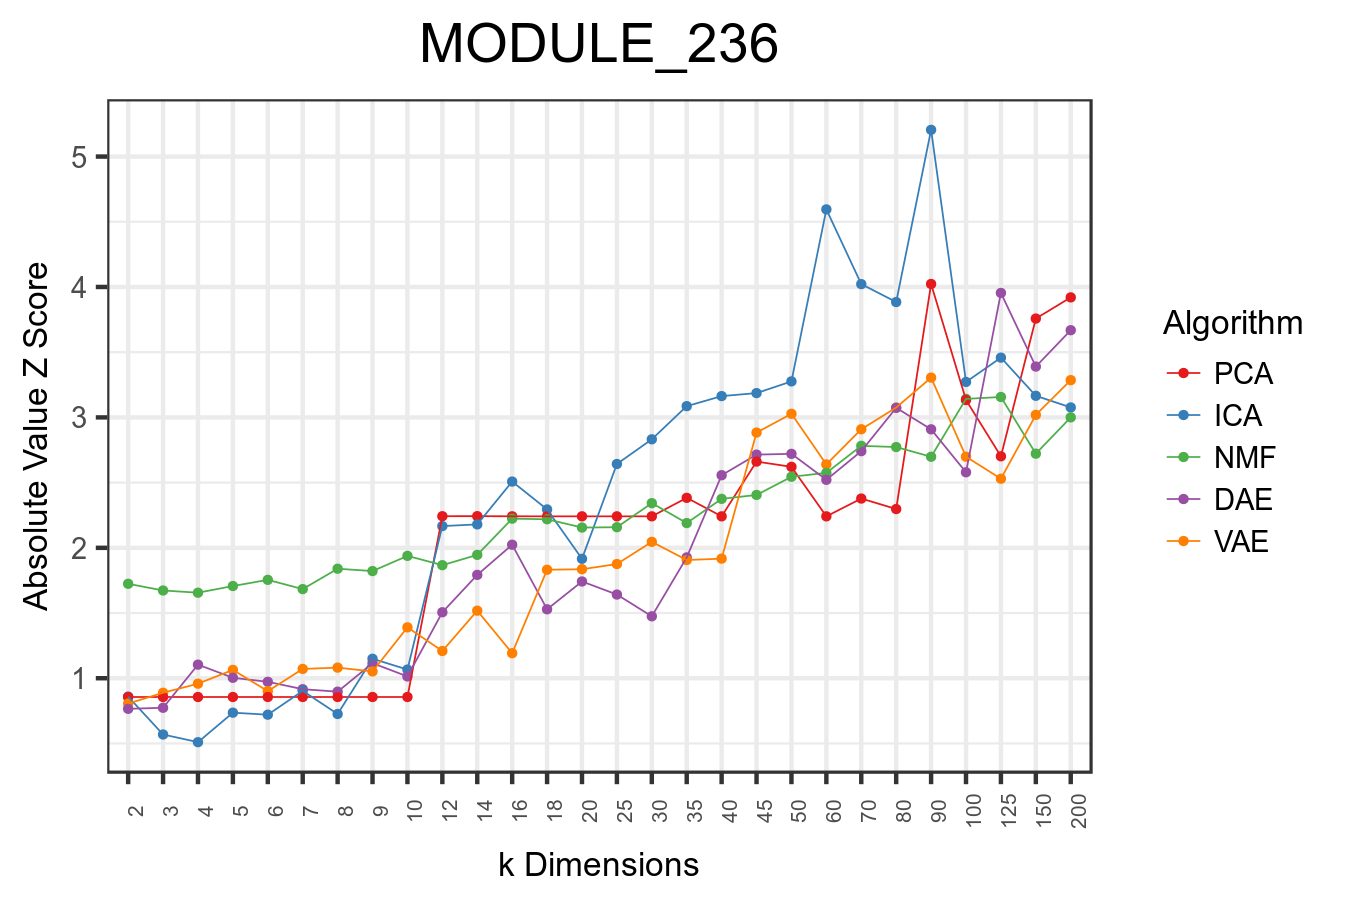 MODULE_236
Absolute Value Z Score
5
4
3
2
1
2 3 4 5 6 7 8 9 10 12 14 16 18 20 25 30 35 40 45 50 60 70 80 90 100 125 150 200
k Dimensions
Algorithm
PCA
ICA
NMF
DAE
VAE